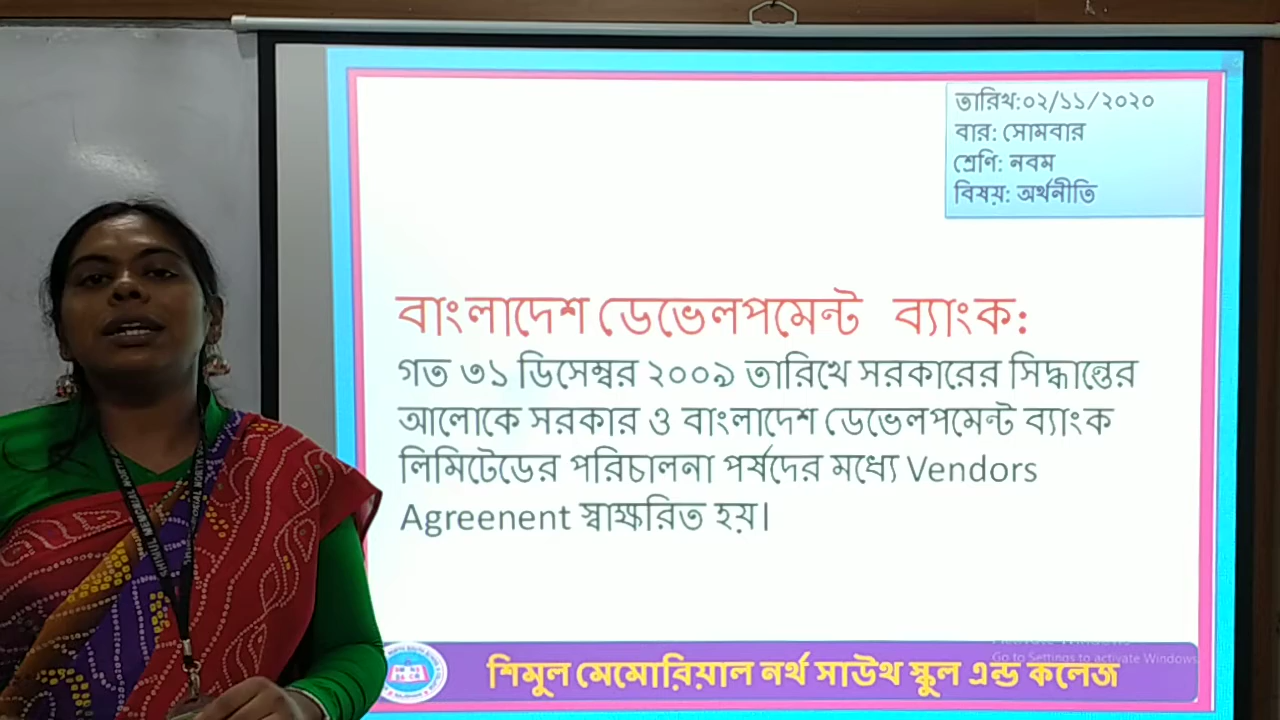 তারিখ:০২/১১/২০২০
বার: সোমবার
শ্রেণি: নবম
বিষয়: অর্থনীতি
বাংলাদেশ ডেভেলপমেন্ট ব্যাংক:
গত ৩১ ডিসেম্বর ২০০৯ তারিখে সরকারের সিদ্ধান্তের
আলোকে সরকার ও বাংলাদেশ ডেভেলপমেন্ট ব্যাংক
লিমিটেডের পরিচালনা পর্ষদের মধ্যে Vendors
Agreenent স্বাক্ষরিত হয়।
Go to Settings to activate Windows.
শিমুল মেমোরিয়াল নর্থ সাউথ স্কুল এন্ড কলেজ